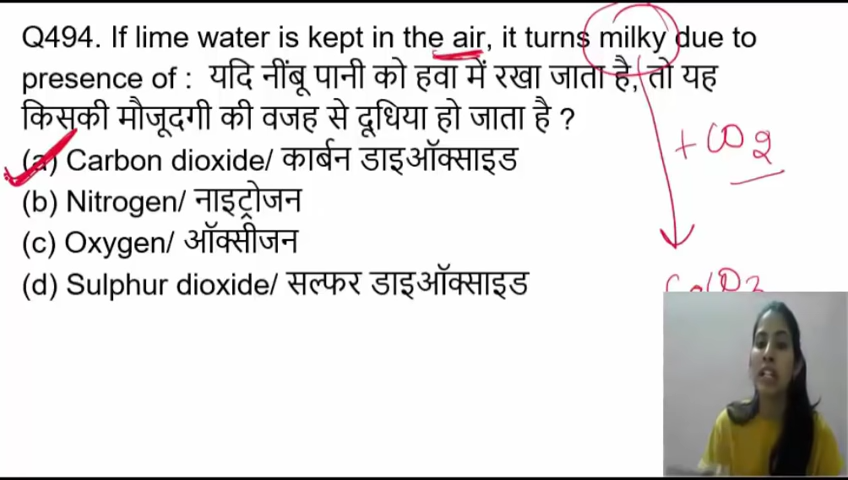 Q494. If lime water is kept in the air, it turns milky due to
presence of : यदि नींबू पानी को हवा में रखा जाता है, तो यह
किसकी मौजूदगी की वजह से दूधिया हो जाता है ?
(a) Carbon dioxide/ कार्बन डाइऑक्साइड
+ CO2
(b) Nitrogen/ नाइट्रोजन
(c) Oxygen/ ऑक्सीजन
(d) Sulphur dioxide/ सल्फर डाइऑक्साइड